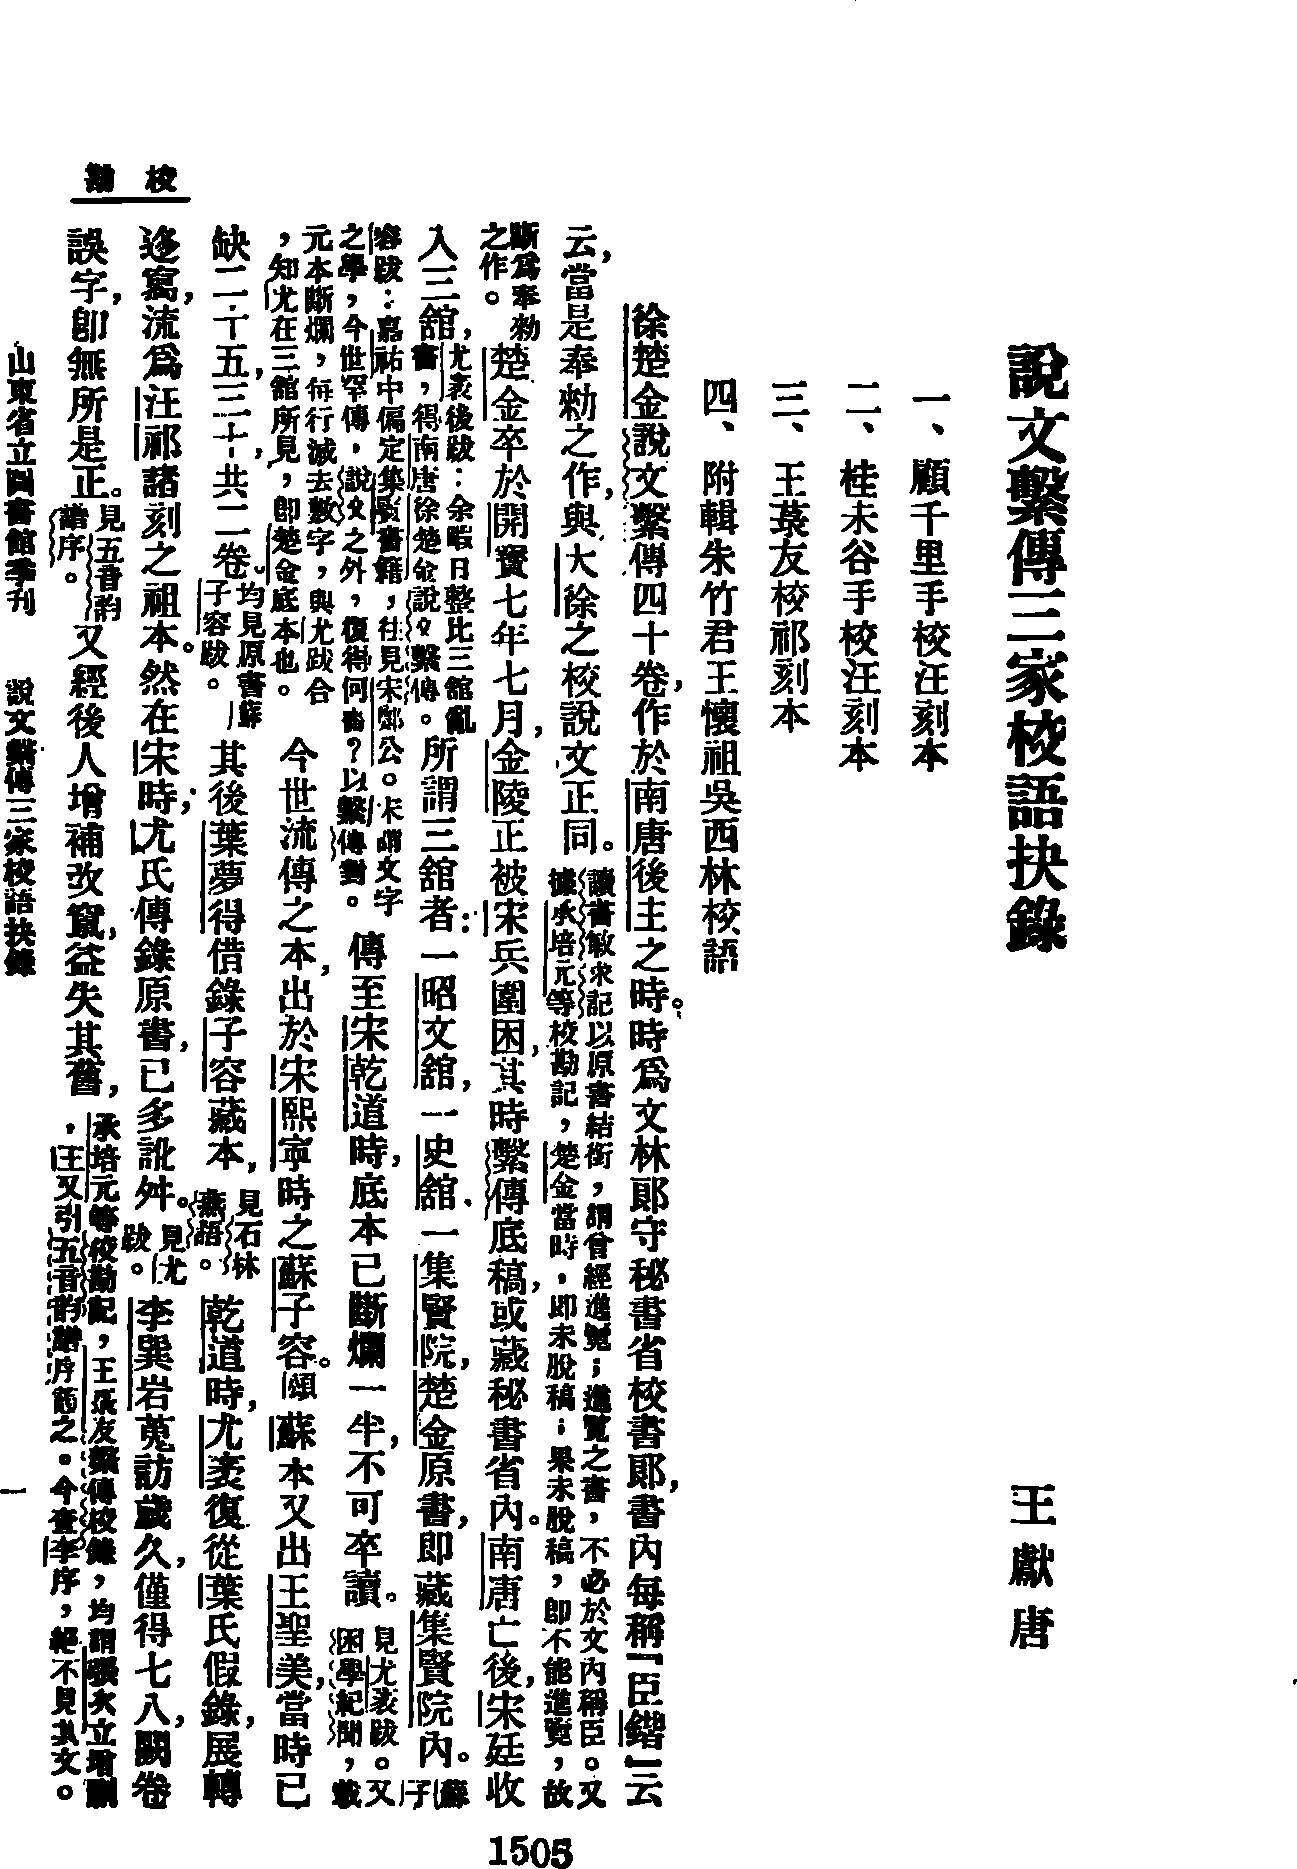 校勘
說文繫傳三家校語抉錄
王獻唐
一、顧千里手校汪刻本
二、桂未谷手校汪刻本
三、王菉友校祁刻本
四、附輯朱竹君王懷祖吳西林校語
徐楚金說文繫傳四十卷,作於南唐後主之時。時爲文林郎守秘書省校書郎,書內每稱「臣鍇」云
云,當是奉勑之作,與大徐之校說文正同。讀書敏求記以原書結銜,謂曾經進覽;進覽之書,不必於文內稱臣。又據承培元等校勘記,楚金當時,即未脫稿;果未脫稿,即不能進覽,故
斷爲奉勑之作。楚金卒於開寶七年七月,金陵正被宋兵圍困,其時繫傳底稿,或藏秘書省內。南唐亡後,宋廷收
入三館,尤袤後跋:余暇日整比三館亂書,得南唐徐楚金說文繫傳。所謂三館者:一昭文館,一史館,一集賢院,楚金原書,即藏集賢院內。蘇子
容跋:嘉祐中偏定集賢書籍,往見宋鄭公。宋謂文字之學,今世罕傳,說文之外,復得何書?以繫傳對。傳至宋乾道時,底本已斷爛一半,不可卒讀。見尤袤跋。又困學紀聞,載
元本斷爛,每行滅去數字,與尤跋合,知尤在三館所見,即楚金底本也。今世流傳之本,出於宋熙寧時之蘇子容。頌蘇本又出王聖美,當時已
缺二十五,三十,共二卷。均見原書蘇子容跋。其後葉夢得借錄子容藏本,見石林燕語。乾道時,尤袤復從葉氏假錄,展轉
迻寫,流爲汪祁諸刻之祖本。然在宋時,尤氏傳錄原書,已多訛舛。見尤跋。李巽岩蒐訪歲久,僅得七八闕卷
誤字,卽無所是正。見五音韵譜序。又經後人增補改竄,益失其舊,承培元等校勘記,王菉友繫傳校錄,均謂張次立增刪,王又引五音韵譜序節之。今查李序,絕不見其文。
山東省立圖書館季刊　說文繫傳三家校語抉錄　一
1505